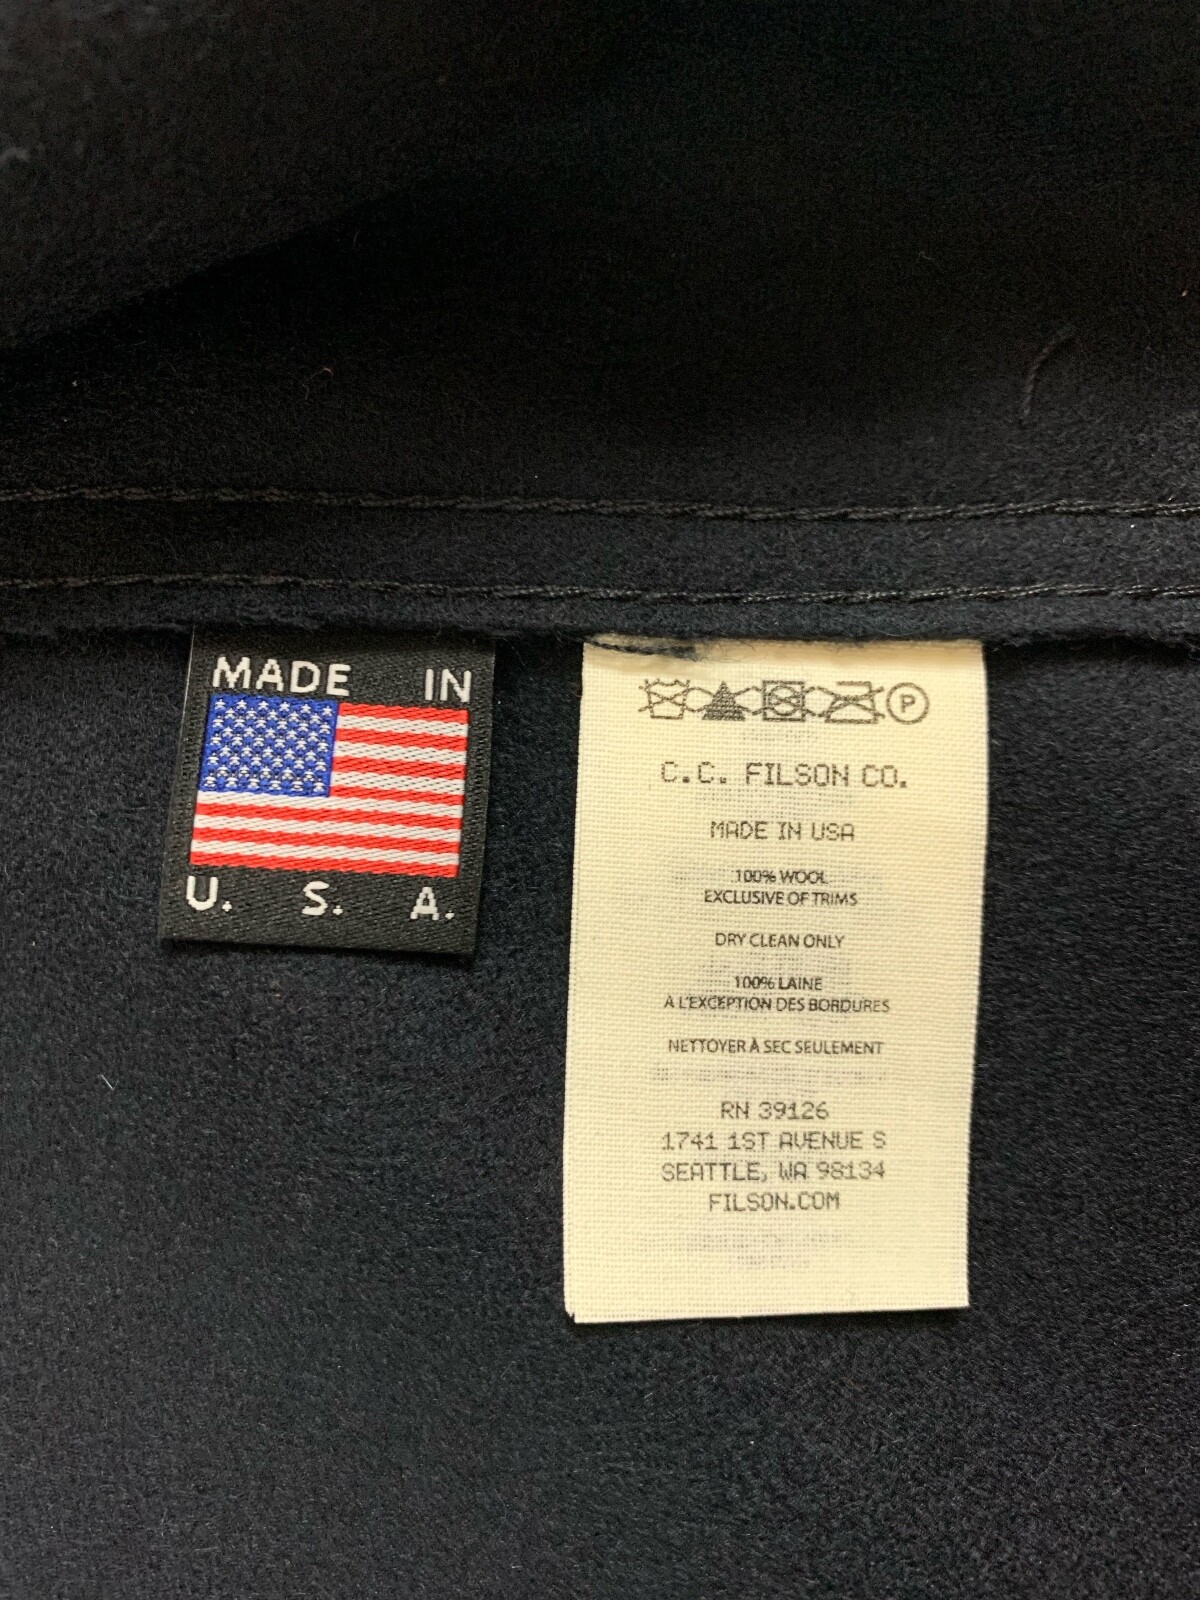 MADE IN
U. S. A.
P
C.C. FILSON CO.
MADE IN USA
100% WOOL
EXCLUSIVE OF TRIMS
DRY CLEAN ONLY
100% LAINE
À L'EXCEPTION DES BORDURES
NETTOYER À SEC SEULEMENT
RN 39126
1741 1ST AVENUE S
SEATTLE, WA 98134
FILSON.COM